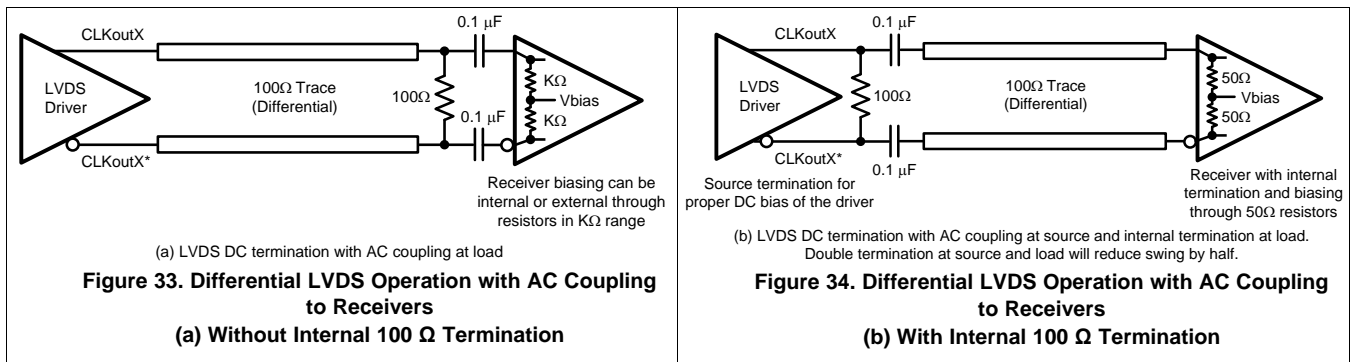 CLKoutX
0.1 µF
LVDS
Driver
100Ω Trace
(Differential)
100Ω
KΩ
Vbias
KΩ
0.1 µF
CLKoutX*
Receiver biasing can be
internal or external through
resistors in KΩ range
(a) LVDS DC termination with AC coupling at load
Figure 33. Differential LVDS Operation with AC Coupling
to Receivers
(a) Without Internal 100 Ω Termination
CLKoutX
0.1 µF
LVDS
Driver
100Ω
100Ω Trace
(Differential)
50Ω
Vbias
50Ω
CLKoutX*
0.1 µF
Source termination for
proper DC bias of the driver
Receiver with internal
termination and biasing
through 50Ω resistors
(b) LVDS DC termination with AC coupling at source and internal termination at load.
Double termination at source and load will reduce swing by half.
Figure 34. Differential LVDS Operation with AC Coupling
to Receivers
(b) With Internal 100 Ω Termination